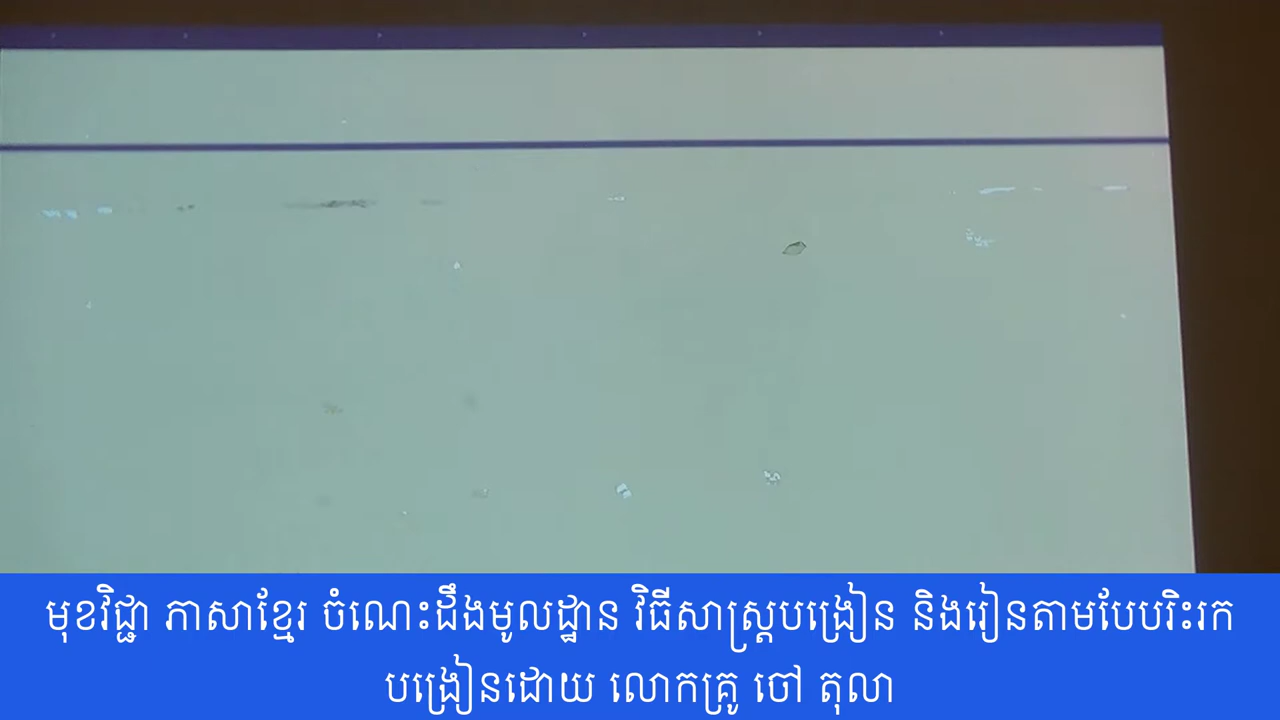 មុខវិជ្ជា ភាសាខ្មែរ ចំណេះដឹងមូលដ្ឋាន វិធីសាស្ត្របង្រៀន និងរៀនតាមបែបរិះរក
បង្រៀនដោយ លោកគ្រូ ចៅ តុលា